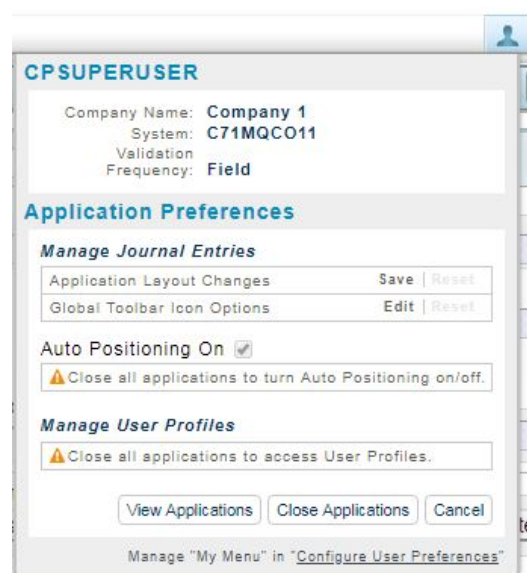 CPSUPERUSER
Company Name: Company 1
System: C71MQCO11
Validation
Frequency: Field
Application Preferences
Manage Journal Entries
Application Layout Changes Save | Reset
Global Toolbar Icon Options Edit | Reset
Auto Positioning On
Close all applications to turn Auto Positioning on/off.
Manage User Profiles
Close all applications to access User Profiles.
View Applications Close Applications Cancel
Manage "My Menu" in "Configure User Preferences"